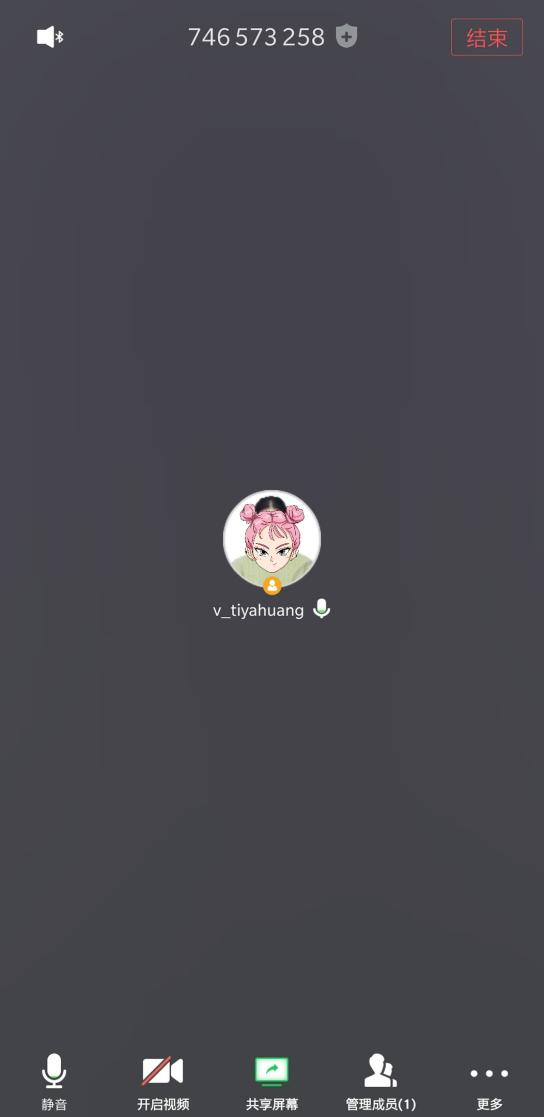 746 573 258
结束
v_tiyahuang
静音
开启视频
共享屏幕
管理成员(1)
更多